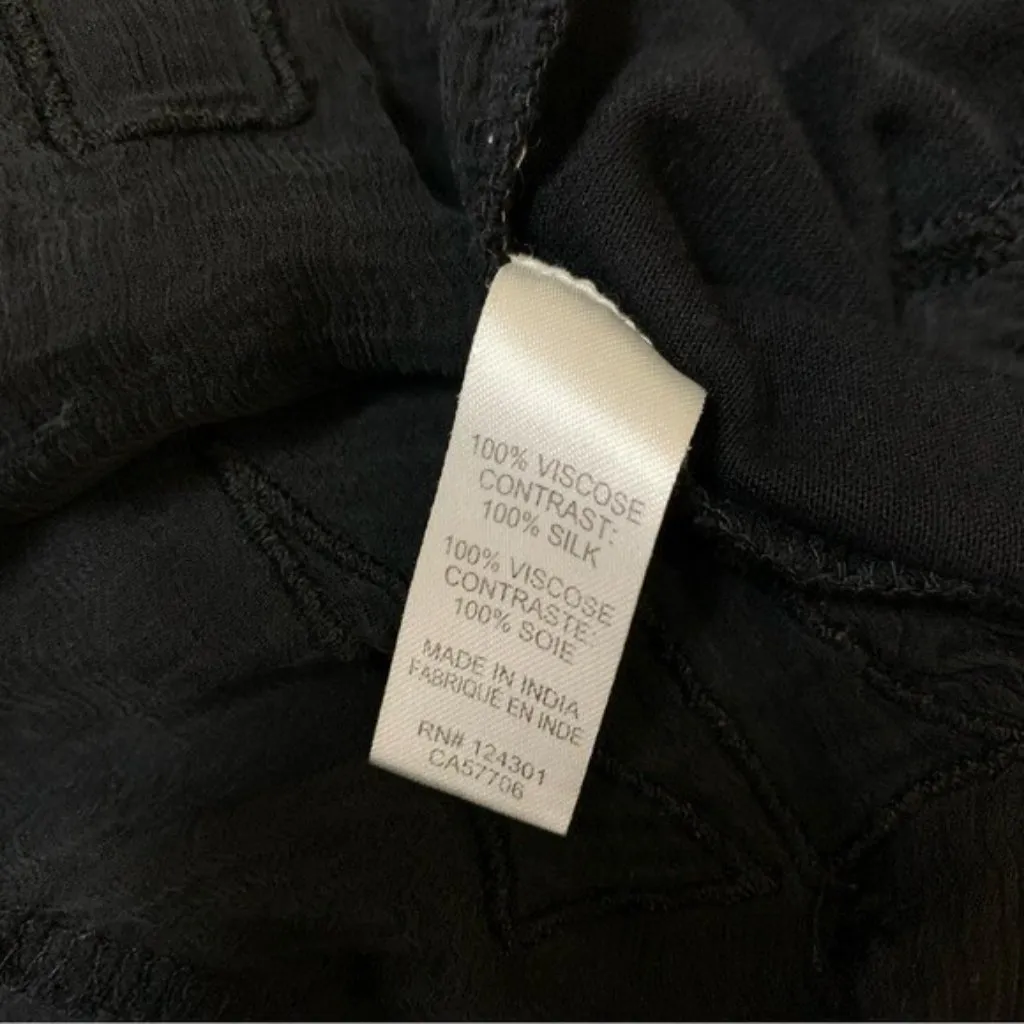 100% VISCOSE
CONTRAST:
100% SILK
100% VISCOSE
CONTRASTE:
100% SOIE
MADE IN INDIA
FABRIQUÉ EN INDE
RN# 124301
CA57706